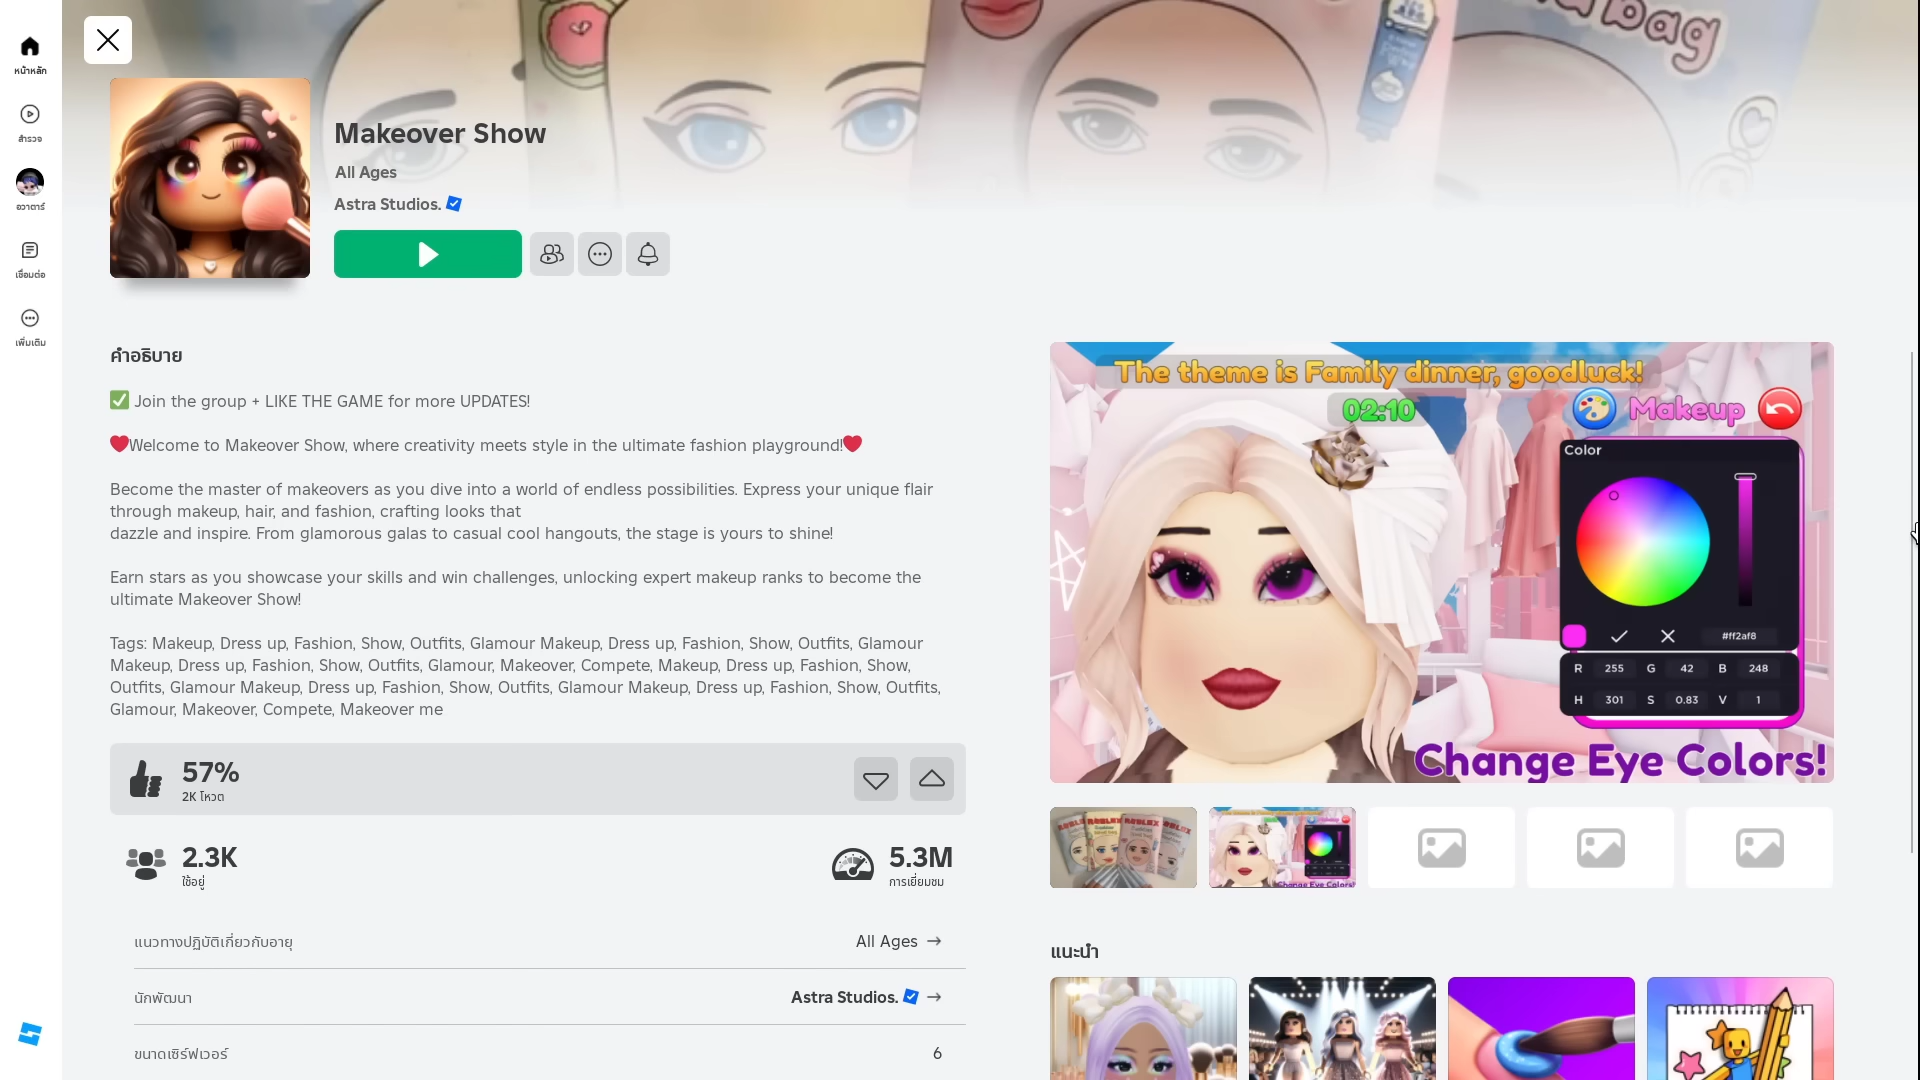 หน้าหลัก
สำรวจ
อวาตาร์
เชื่อมต่อ
เพิ่มเติม
bag
Makeover Show
All Ages
Astra Studios.
คำอธิบาย
✅ Join the group + LIKE THE GAME for more UPDATES!
❤️Welcome to Makeover Show, where creativity meets style in the ultimate fashion playground!❤️
Become the master of makeovers as you dive into a world of endless possibilities. Express your unique flair
through makeup, hair, and fashion, crafting looks that
dazzle and inspire. From glamorous galas to casual cool hangouts, the stage is yours to shine!
Earn stars as you showcase your skills and win challenges, unlocking expert makeup ranks to become the
ultimate Makeover Show!
Tags: Makeup, Dress up, Fashion, Show, Outfits, Glamour Makeup, Dress up, Fashion, Show, Outfits, Glamour
Makeup, Dress up, Fashion, Show, Outfits, Glamour, Makeover, Compete, Makeup, Dress up, Fashion, Show,
Outfits, Glamour Makeup, Dress up, Fashion, Show, Outfits, Glamour Makeup, Dress up, Fashion, Show, Outfits,
Glamour, Makeover, Compete, Makeover me
57%
2K โหวต
2.3K
ใช้อยู่
5.3M
การเยี่ยมชม
แนวทางปฏิบัติเกี่ยวกับอายุ
All Ages
นักพัฒนา
Astra Studios.
ขนาดเซิร์ฟเวอร์
6
The theme is Family dinner, goodluck!
02:10
Makeup
Color
#ff2af8
R 255 G 42 B 248
H 301 S 0.83 V 1
Change Eye Colors!
ROBLOX
ROBLOX
Change Eye Colors!
แนะนำ